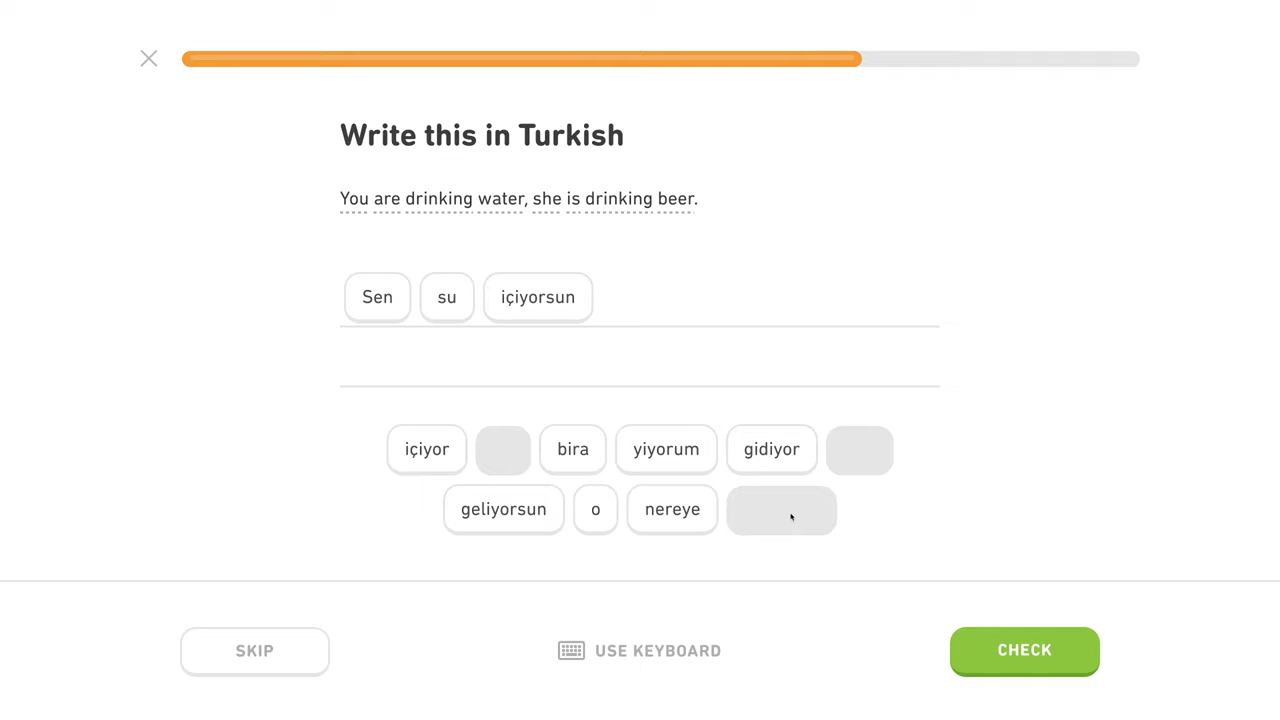 Write this in Turkish
You are drinking water, she is drinking beer.
Sen su içiyorsun
içiyor bira yiyorum gidiyor
geliyorsun o nereye
SKIP USE KEYBOARD CHECK